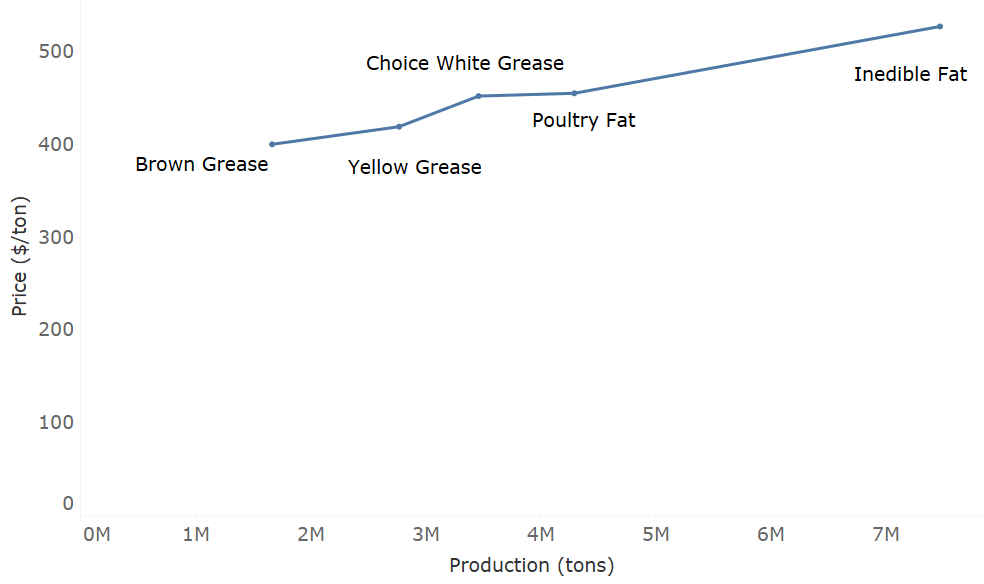 500
Choice White Grease
Inedible Fat
Poultry Fat
400
Brown Grease
Yellow Grease
300
200
100
0
Price ($/ton)
0M 1M 2M 3M 4M 5M 6M 7M
Production (tons)